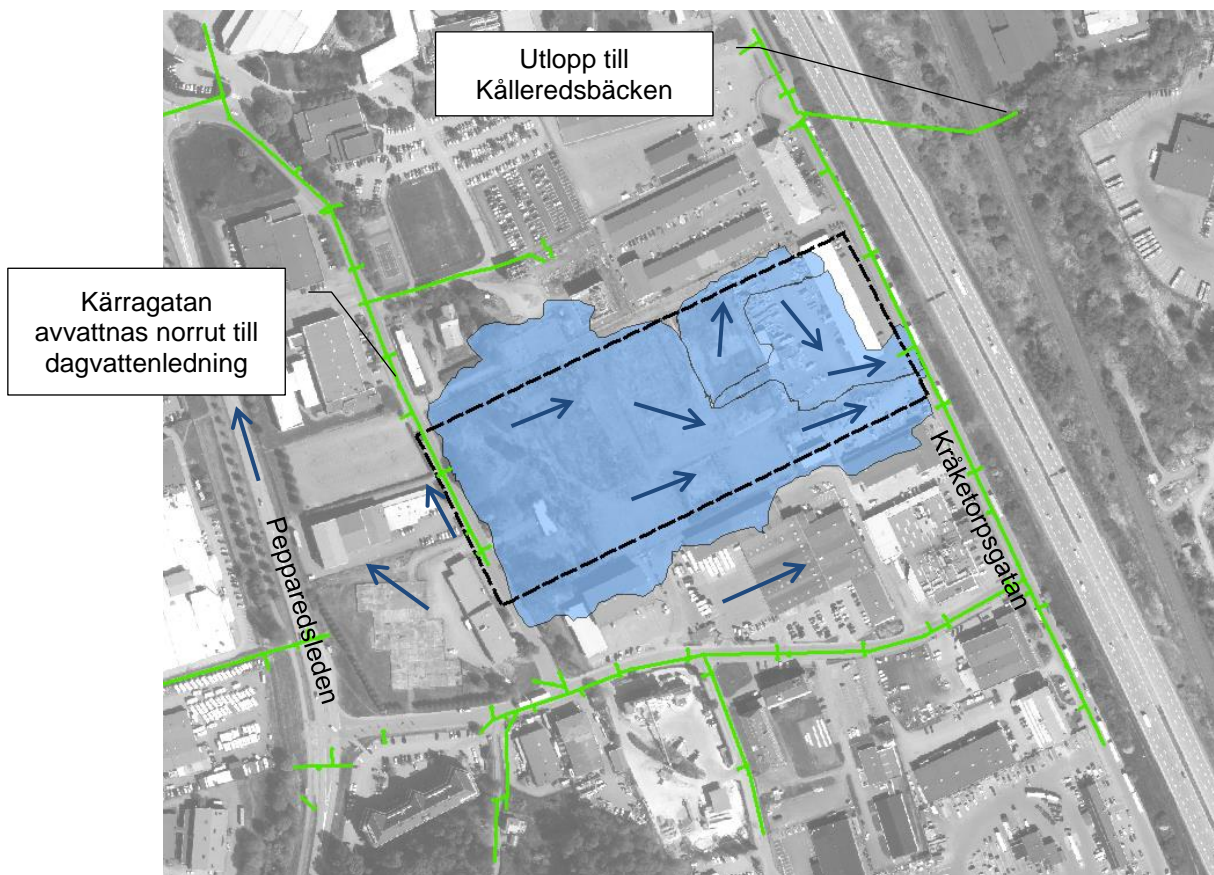 Utlopp till
Kålleredsbäcken
Kärragatan
avvattnas norrut till
dagvattenledning
Pepparedsleden
Kråketorpsgatan